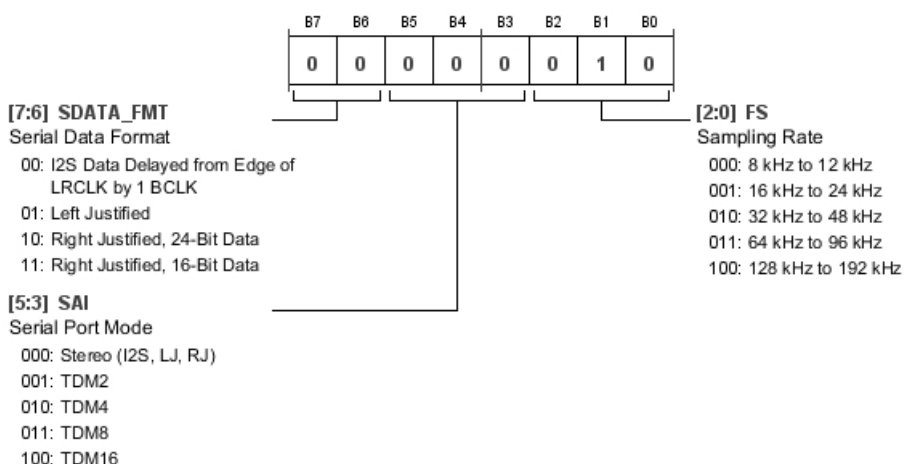 B7 B6 B5 B4 B3 B2 B1 B0
0 0 0 0 0 0 1 0
[7:6] SDATA_FMT
Serial Data Format
00: I2S Data Delayed from Edge of
LRCLK by 1 BCLK
01: Left Justified
10: Right Justified, 24-Bit Data
11: Right Justified, 16-Bit Data
[5:3] SAI
Serial Port Mode
000: Stereo (I2S, LJ, RJ)
001: TDM2
010: TDM4
011: TDM8
100: TDM16
[2:0] FS
Sampling Rate
000: 8 kHz to 12 kHz
001: 16 kHz to 24 kHz
010: 32 kHz to 48 kHz
011: 64 kHz to 96 kHz
100: 128 kHz to 192 kHz